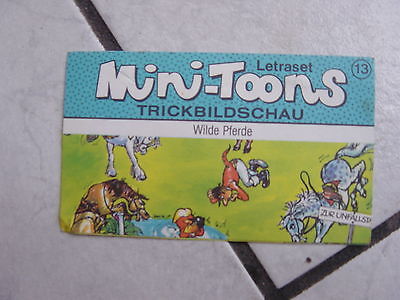 Letraset
13
Mini-Toons
TRICKBILDSCHAU
Wilde Pferde
ZUR UNFALLST